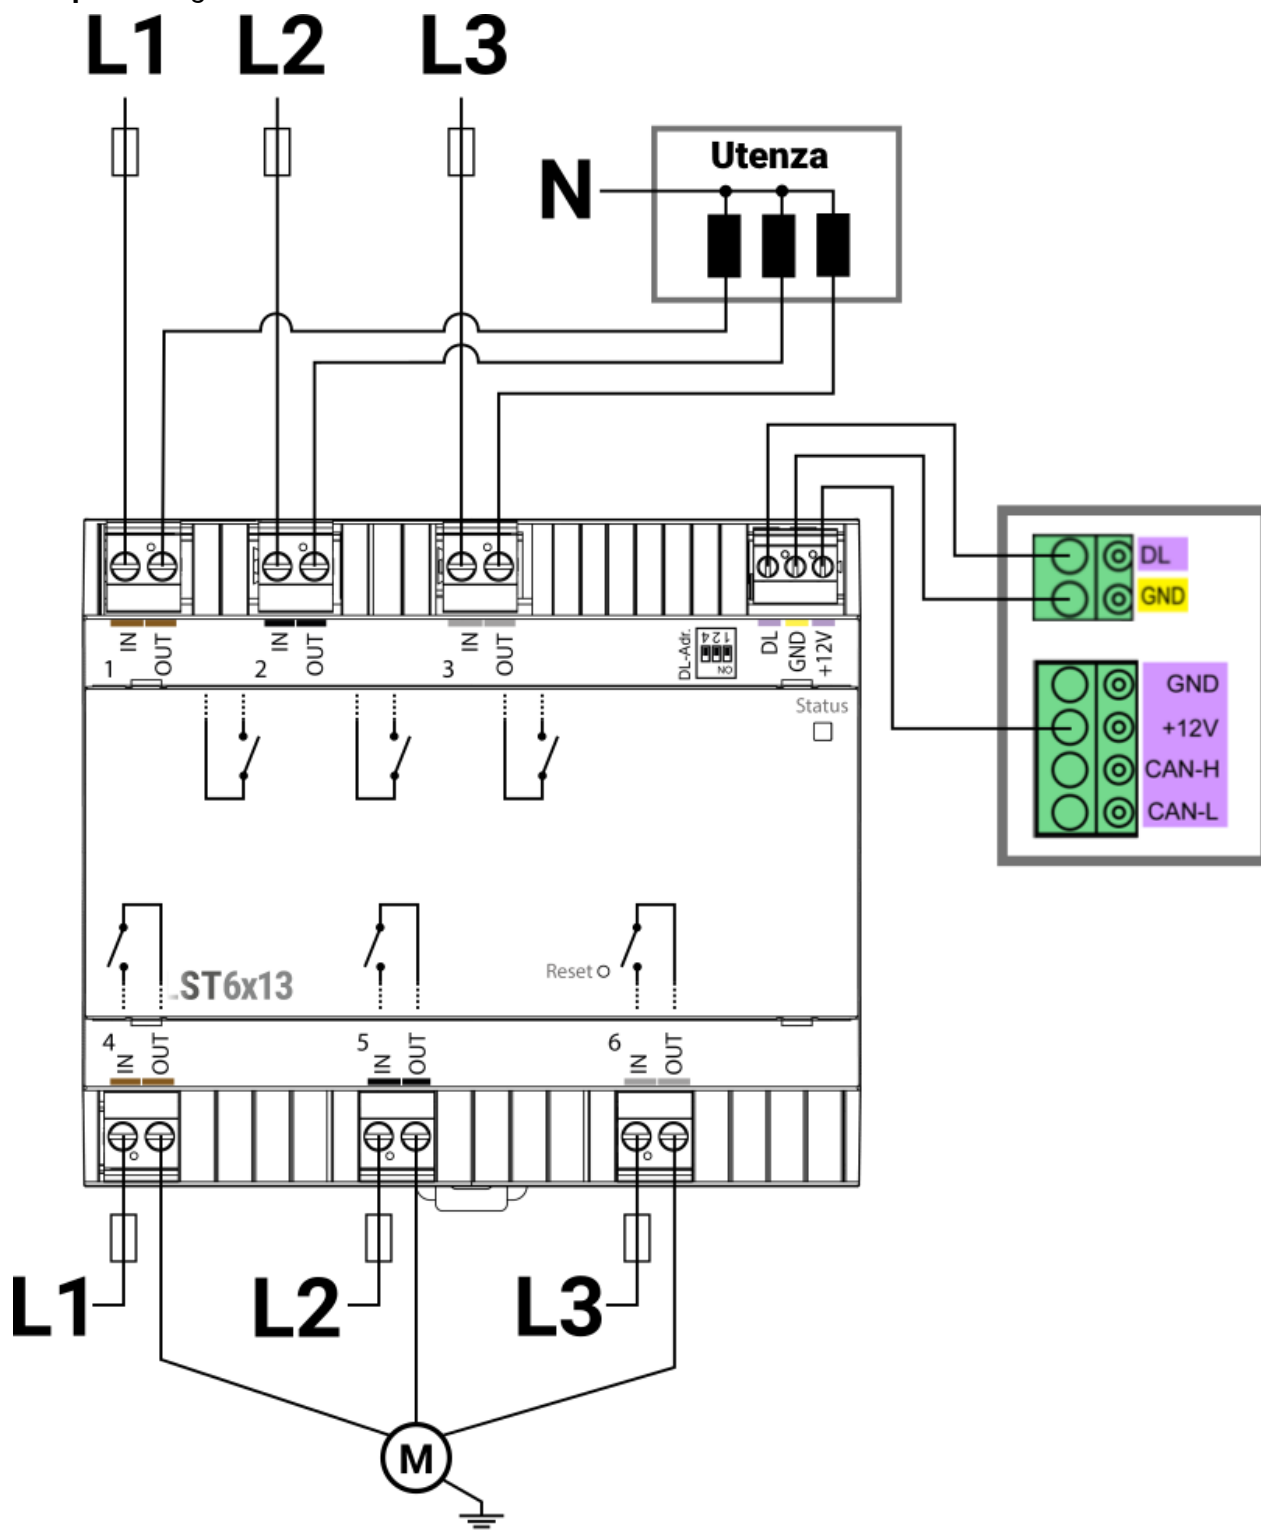 L1 L2 L3
Utenza
N
DL
GND
GND
+12V
CAN-H
CAN-L
IN OUT IN OUT IN OUT
1 2 3
DL-Adr.
1 2 4
ON
DL GND +12V
Status
Reset
ST6x13
4 IN OUT 5 IN OUT 6 IN OUT
L1 L2 L3
M